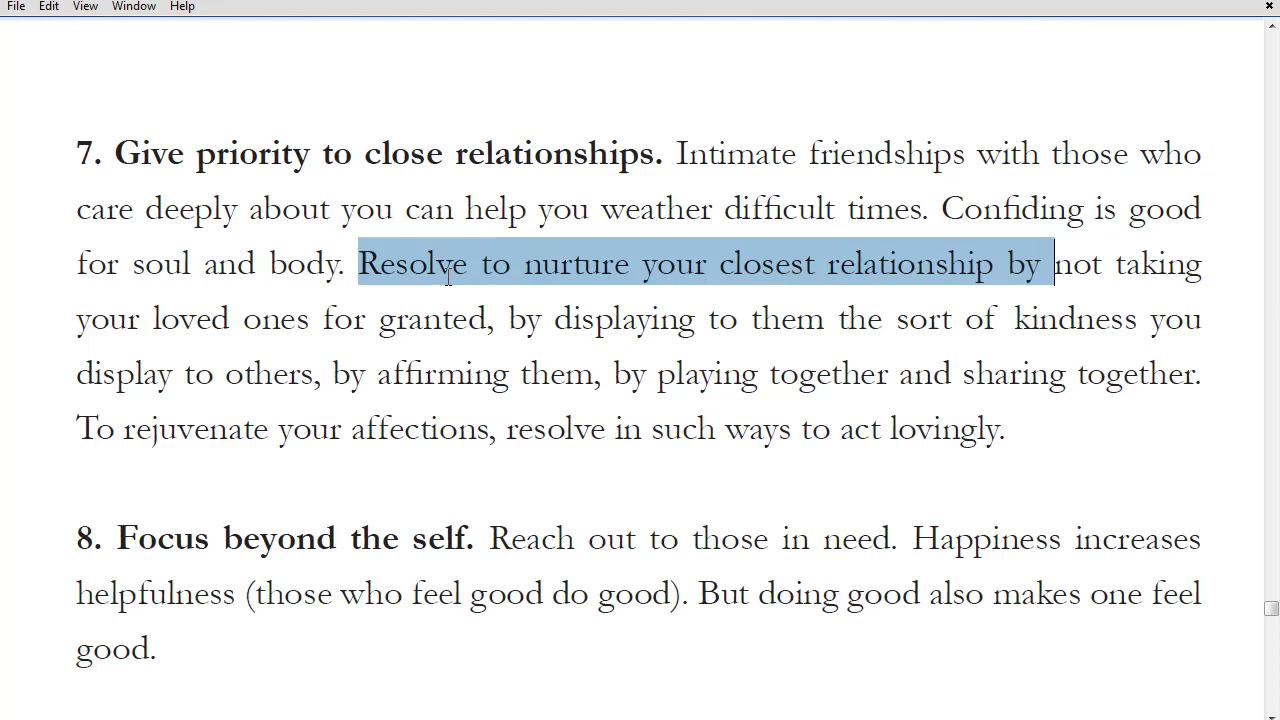 File Edit View Window Help
7. Give priority to close relationships. Intimate friendships with those who
care deeply about you can help you weather difficult times. Confiding is good
for soul and body. Resolve to nurture your closest relationship by not taking
your loved ones for granted, by displaying to them the sort of kindness you
display to others, by affirming them, by playing together and sharing together.
To rejuvenate your affections, resolve in such ways to act lovingly.
8. Focus beyond the self. Reach out to those in need. Happiness increases
helpfulness (those who feel good do good). But doing good also makes one feel
good.